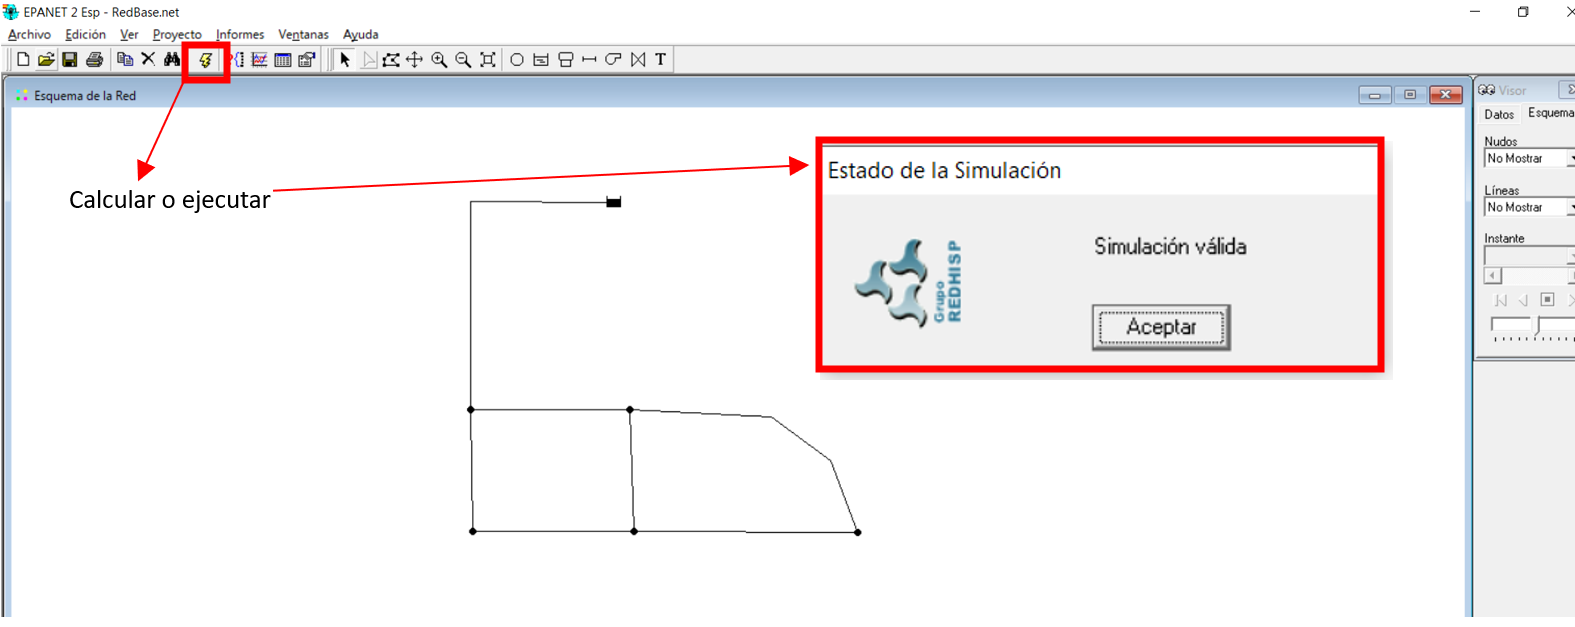 EPANET 2 Esp - RedBase.net
Archivo Edición Ver Proyecto Informes Ventanas Ayuda
T
Esquema de la Red
Visor
Datos Esquema
Nudos
No Mostrar
Líneas
No Mostrar
Instante
Calcular o ejecutar
Estado de la Simulación
Grupo
REDHISP
Simulación válida
Aceptar